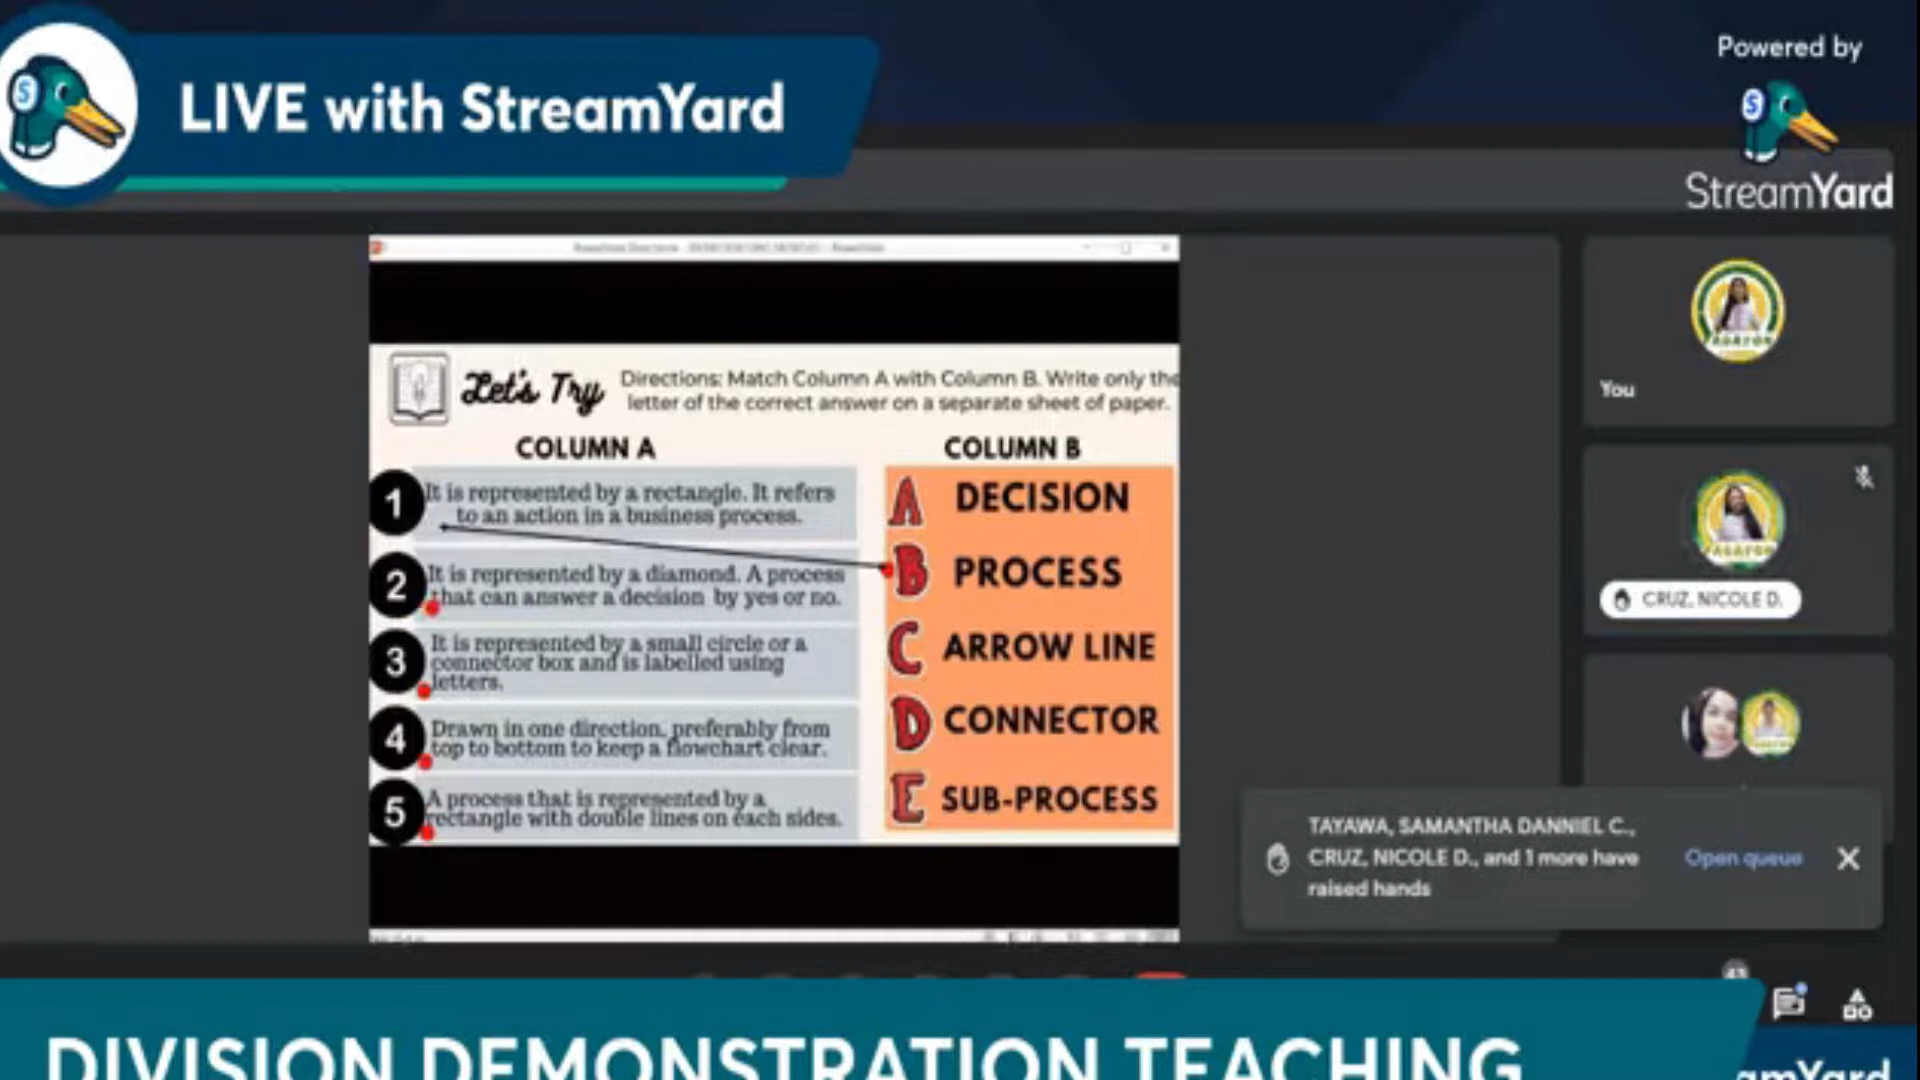 LIVE with StreamYard
Powered by
StreamYard
Let's Try
Directions: Match Column A with Column B. Write only the
letter of the correct answer on a separate sheet of paper.
COLUMN A
COLUMN B
1
It is represented by a rectangle. It refers
to an action in a business process.
2
It is represented by a diamond. A process
that can answer a decision by yes or no.
3
It is represented by a small circle or a
connector box and is labelled using
letters.
4
Drawn in one direction, preferably from
top to bottom to keep a flowchart clear.
5
A process that is represented by a
rectangle with double lines on each sides.
A DECISION
B PROCESS
C ARROW LINE
D CONNECTOR
E SUB-PROCESS
You
CRUZ, NICOLE D.
TAYAWA, SAMANTHA DANNIEL C.,
CRUZ, NICOLE D., and 1 more have
raised hands
Open queue
DIVISION DEMONSTRATION TEACHING
amYard